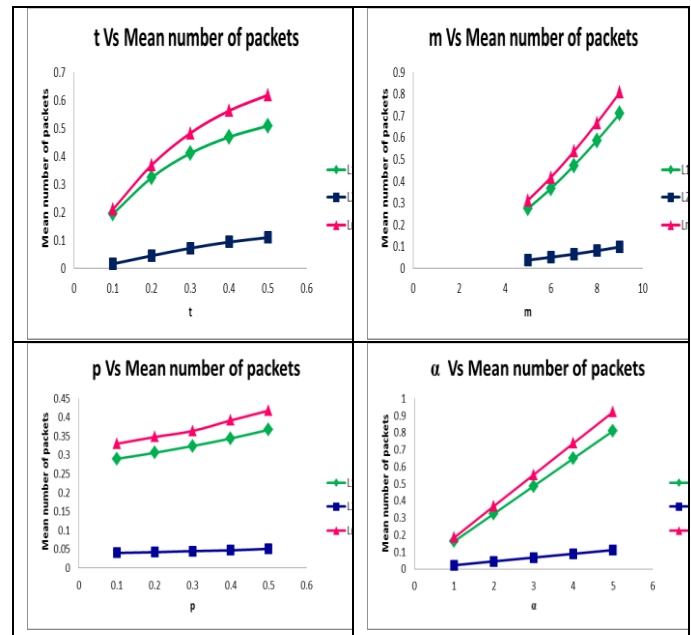 t Vs Mean number of packets
Mean number of packets
0.7
0.6
0.5
0.4
0.3
0.2
0.1
0
0 0.1 0.2 0.3 0.4 0.5 0.6
t
m Vs Mean number of packets
Mean number of packets
0.9
0.8
0.7
0.6
0.5
0.4
0.3
0.2
0.1
0
0 2 4 6 8 10
m
L1
p Vs Mean number of packets
Mean number of packets
0.45
0.4
0.35
0.3
0.25
0.2
0.15
0.1
0.05
0
0 0.1 0.2 0.3 0.4 0.5 0.6
p
α Vs Mean number of packets
Mean number of packets
1
0.9
0.8
0.7
0.6
0.5
0.4
0.3
0.2
0.1
0
0 1 2 3 4 5 6
α